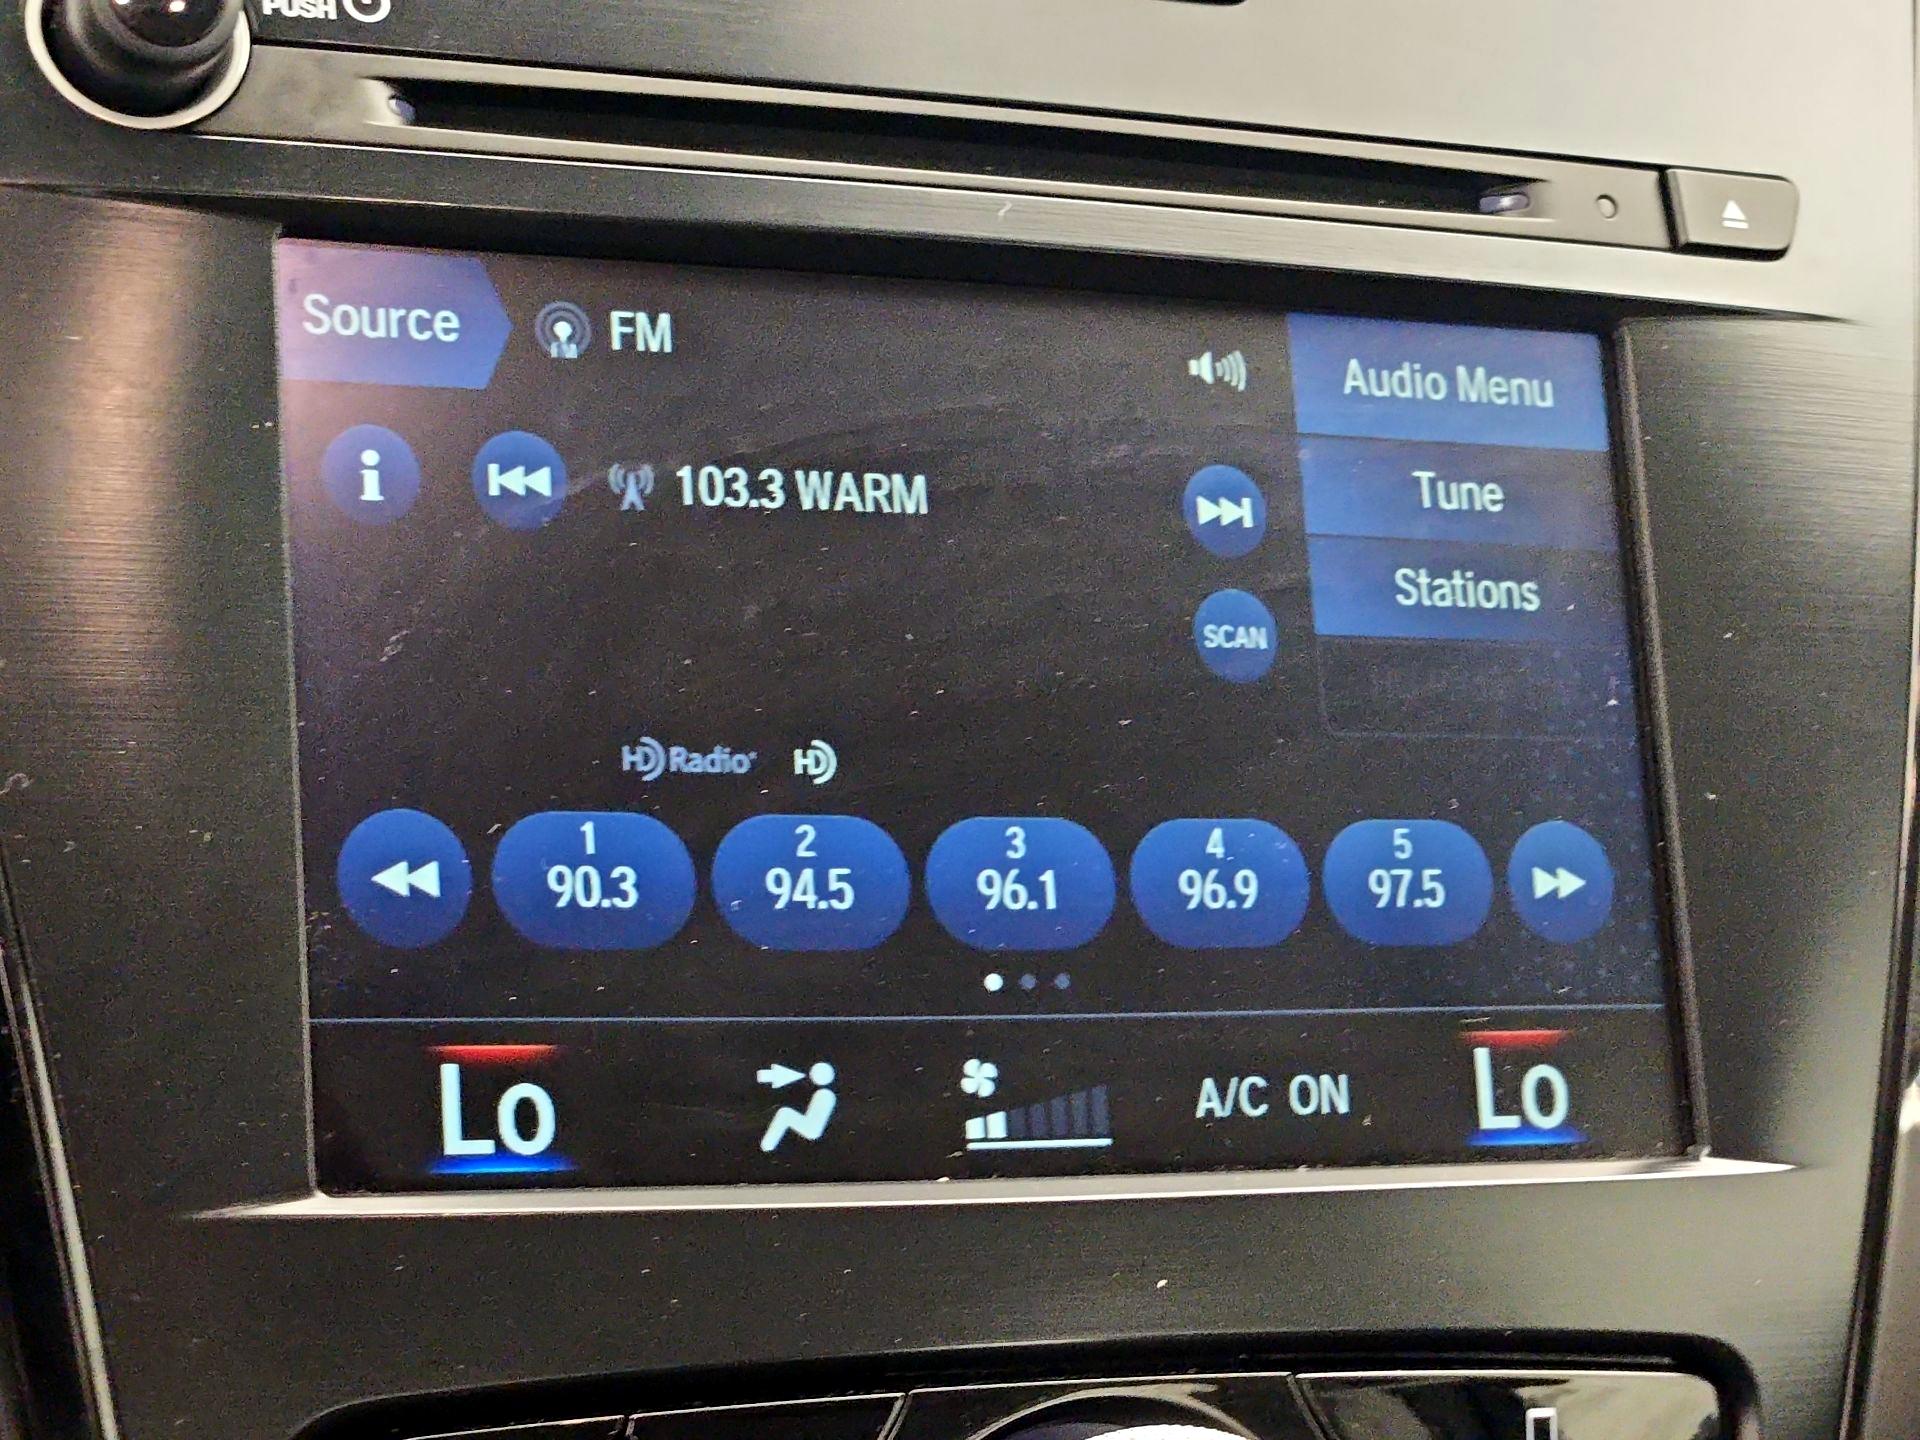 PUSH
Source FM
Audio Menu
i 103.3 WARM
Tune
Stations
SCAN
HD Radio HD
1 2 3 4 5
90.3 94.5 96.1 96.9 97.5
Lo A/C ON Lo